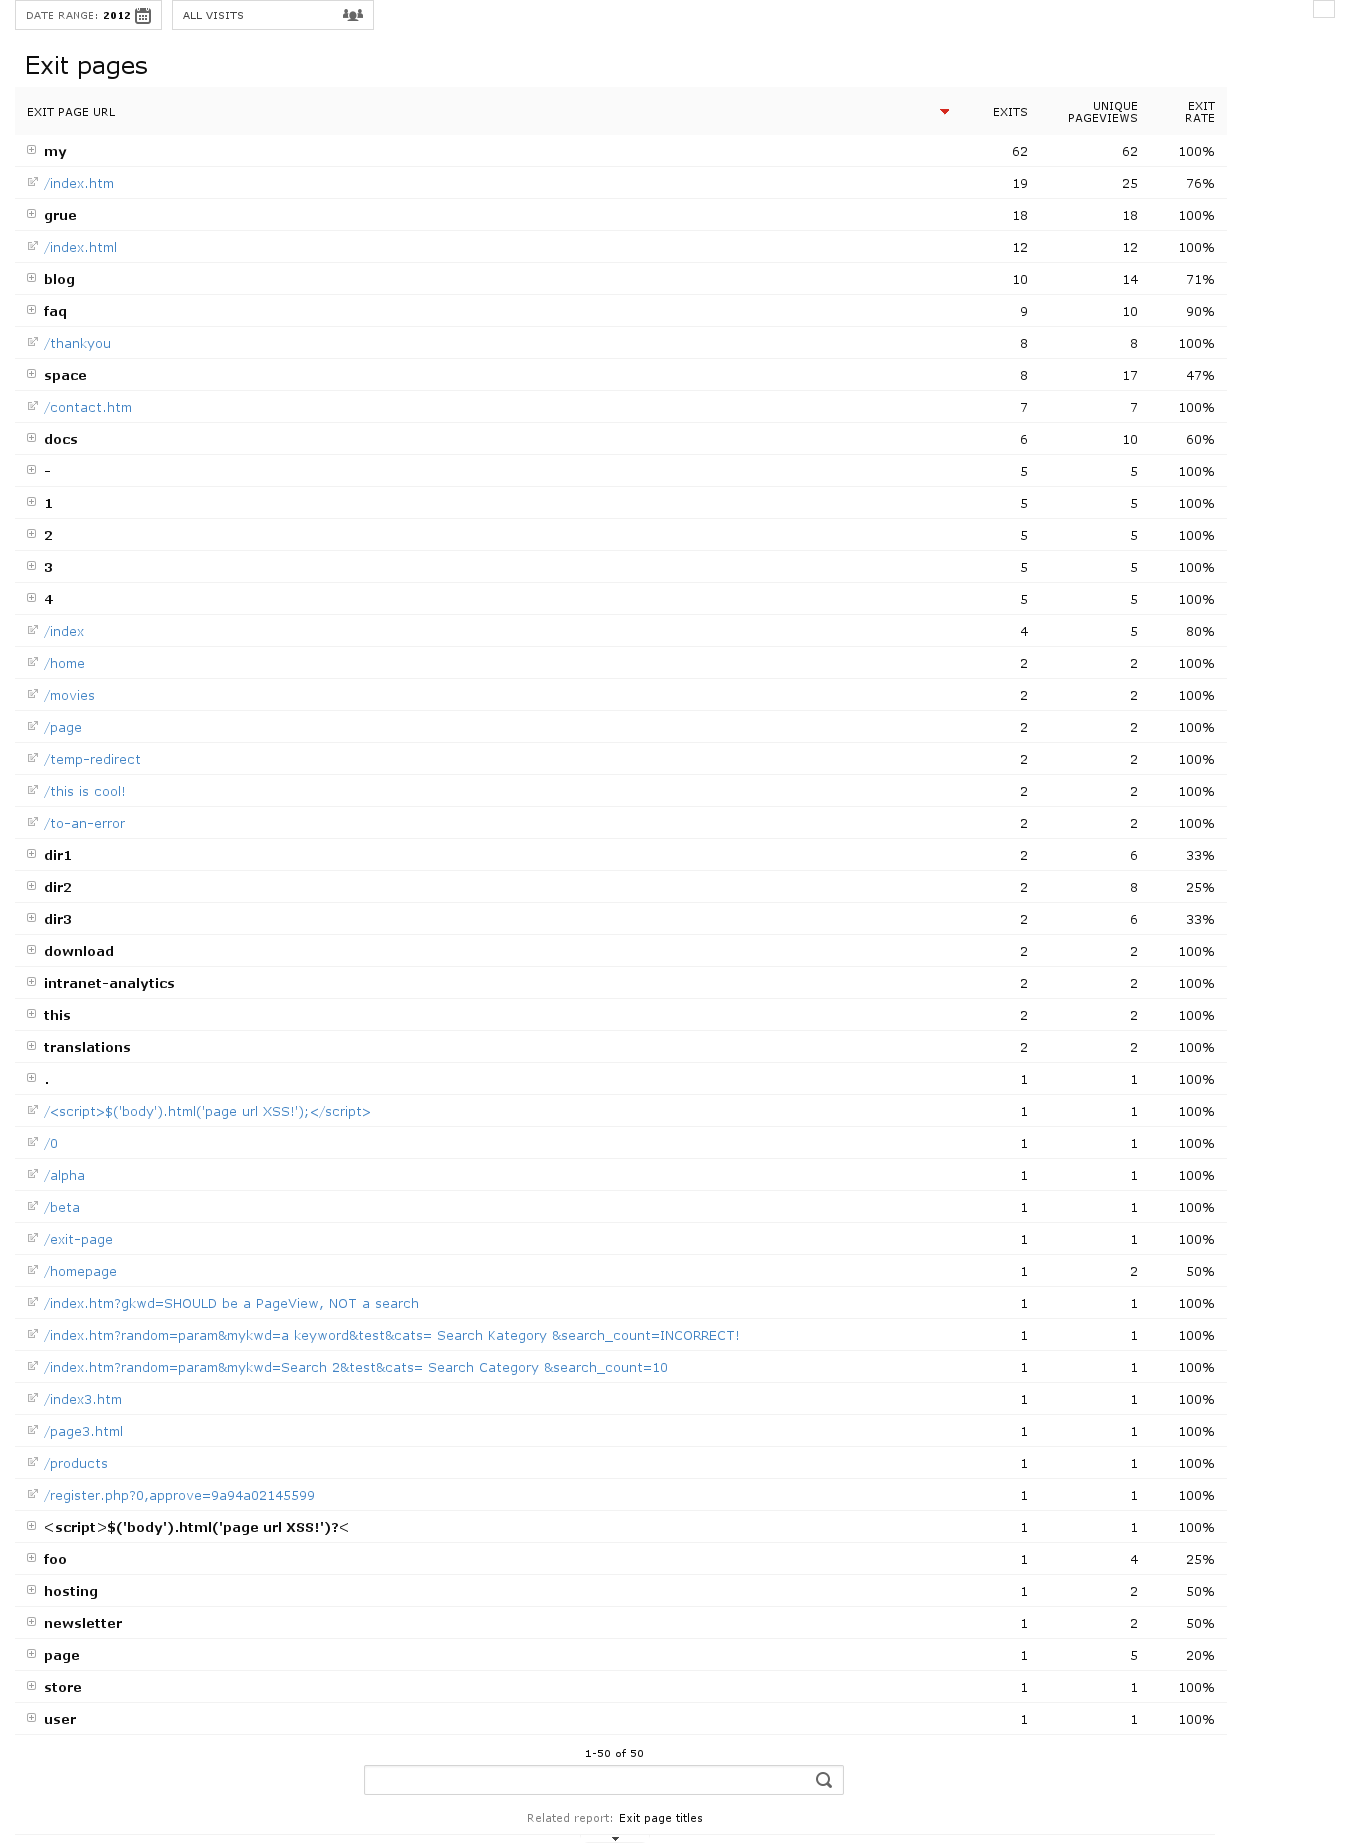 DATE RANGE: 2012 ALL VISITS
Exit pages
EXIT PAGE URL EXITS UNIQUE PAGEVIEWS EXIT RATE
my 62 62 100%
/index.htm 19 25 76%
grue 18 18 100%
/index.html 12 12 100%
blog 10 14 71%
faq 9 10 90%
/thankyou 8 8 100%
space 8 17 47%
/contact.htm 7 7 100%
docs 6 10 60%
- 5 5 100%
1 5 5 100%
2 5 5 100%
3 5 5 100%
4 5 5 100%
/index 4 5 80%
/home 2 2 100%
/movies 2 2 100%
/page 2 2 100%
/temp-redirect 2 2 100%
/this is cool! 2 2 100%
/to-an-error 2 2 100%
dir1 2 6 33%
dir2 2 8 25%
dir3 2 6 33%
download 2 2 100%
intranet-analytics 2 2 100%
this 2 2 100%
translations 2 2 100%
. 1 1 100%
/<script>$('body').html('page url XSS!');</script> 1 1 100%
/0 1 1 100%
/alpha 1 1 100%
/beta 1 1 100%
/exit-page 1 1 100%
/homepage 1 2 50%
/index.htm?gkwd=SHOULD be a PageView, NOT a search 1 1 100%
/index.htm?random=param&mykwd=a keyword&test&cats= Search Kategory &search_count=INCORRECT! 1 1 100%
/index.htm?random=param&mykwd=Search 2&test&cats= Search Category &search_count=10 1 1 100%
/index3.htm 1 1 100%
/page3.html 1 1 100%
/products 1 1 100%
/register.php?0,approve=9a94a02145599 1 1 100%
<script>$('body').html('page url XSS!')?< 1 1 100%
foo 1 4 25%
hosting 1 2 50%
newsletter 1 2 50%
page 1 5 20%
store 1 1 100%
user 1 1 100%
1-50 of 50
Related report: Exit page titles